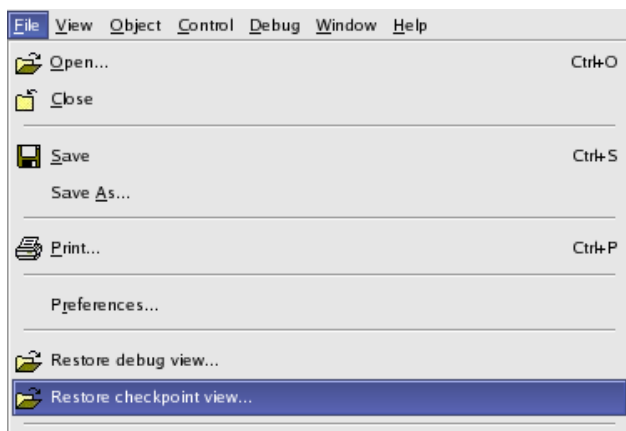 File View Object Control Debug Window Help
Open... Ctrl+O
Close
Save Ctrl+S
Save As...
Print... Ctrl+P
Preferences...
Restore debug view...
Restore checkpoint view...